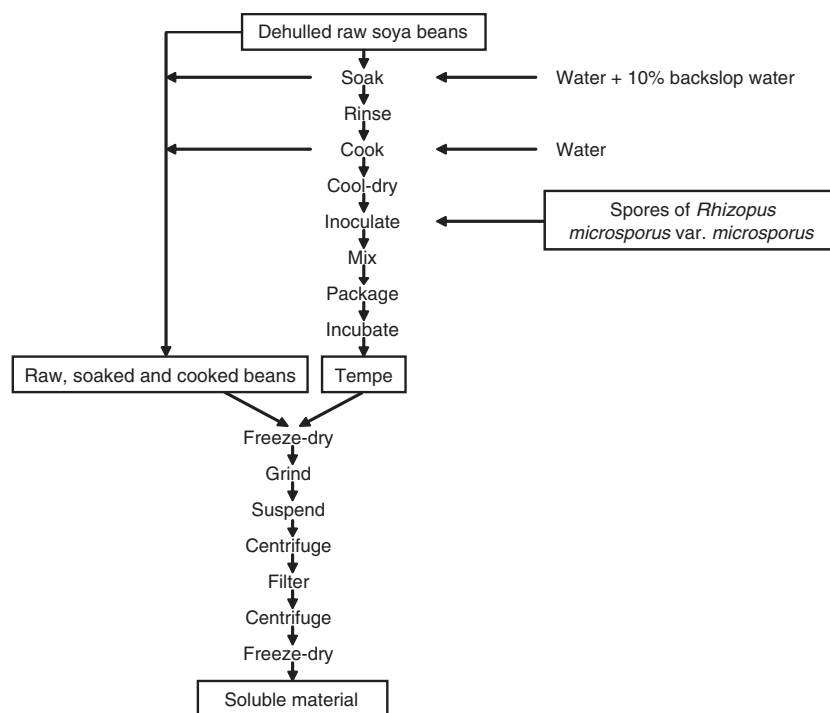 Dehulled raw soya beans
Soak
Water + 10% backslop water
Rinse
Cook
Water
Cool-dry
Inoculate
Spores of Rhizopus
microsporus var. microsporus
Mix
Package
Incubate
Raw, soaked and cooked beans
Tempe
Freeze-dry
Grind
Suspend
Centrifuge
Filter
Centrifuge
Freeze-dry
Soluble material